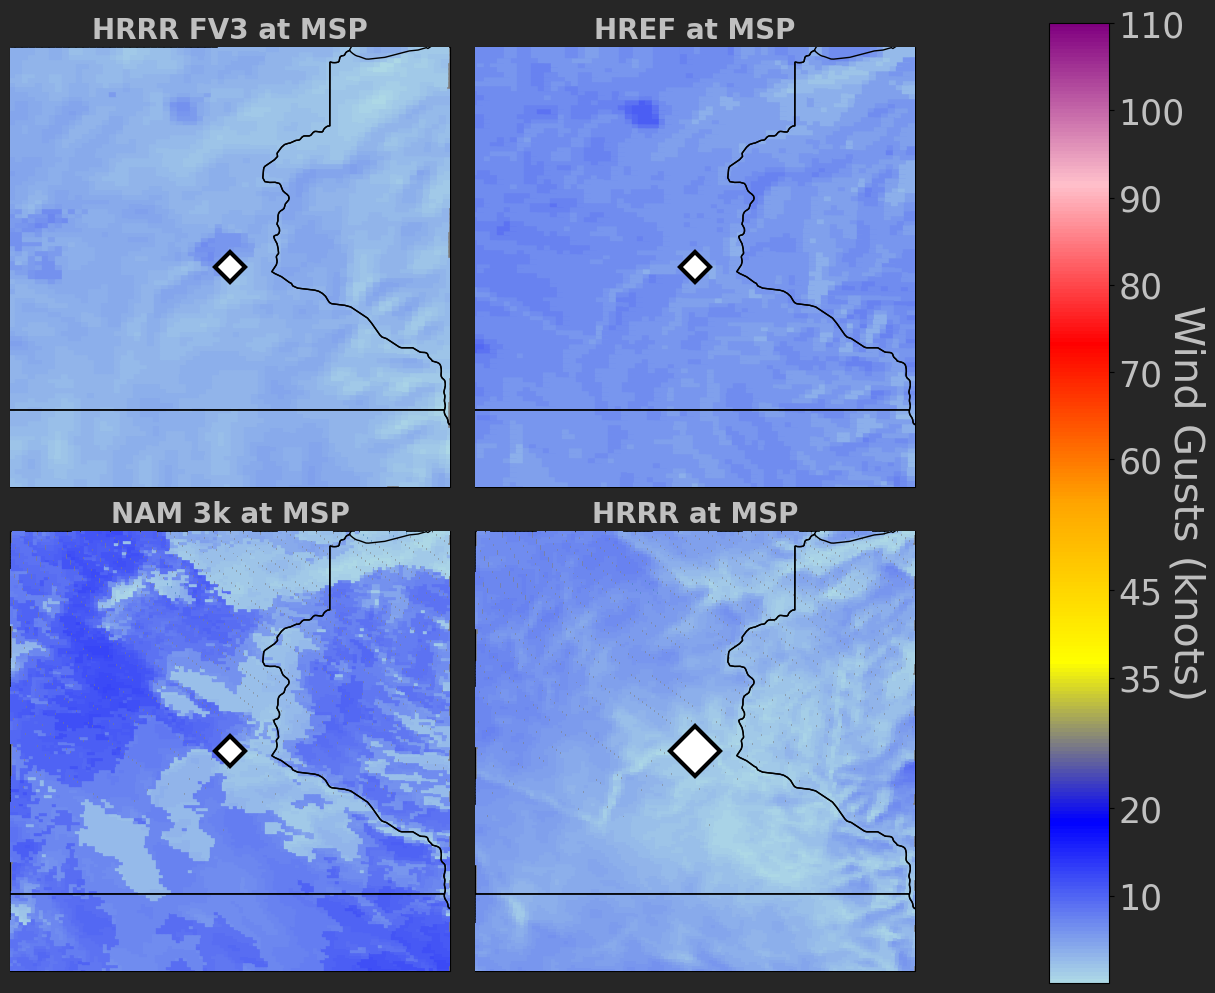 HRRR FV3 at MSP
HREF at MSP
NAM 3k at MSP
HRRR at MSP
110
100
90
80
70
60
45
35
20
10
Wind Gusts (knots)